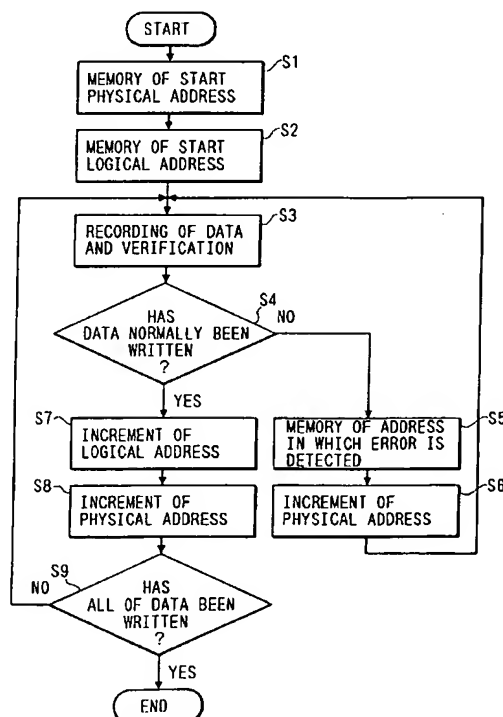 START
S1
MEMORY OF START
PHYSICAL ADDRESS
S2
MEMORY OF START
LOGICAL ADDRESS
S3
RECORDING OF DATA
AND VERIFICATION
S4
HAS
DATA NORMALLY BEEN
WRITTEN
?
NO
YES
S7
INCREMENT OF
LOGICAL ADDRESS
S5
MEMORY OF ADDRESS
IN WHICH ERROR IS
DETECTED
S8
INCREMENT OF
PHYSICAL ADDRESS
S6
INCREMENT OF
PHYSICAL ADDRESS
S9
NO
HAS
ALL OF DATA BEEN
WRITTEN
?
YES
END